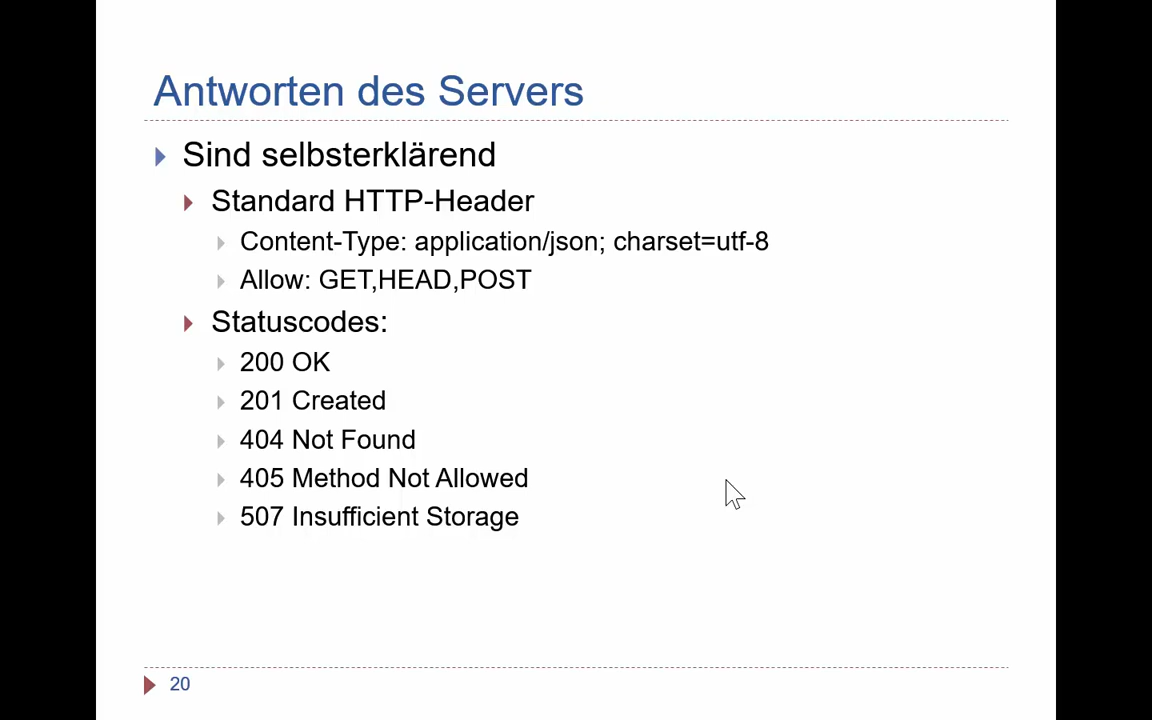 Antworten des Servers
Sind selbsterklärend
Standard HTTP-Header
Content-Type: application/json; charset=utf-8
Allow: GET,HEAD,POST
Statuscodes:
200 OK
201 Created
404 Not Found
405 Method Not Allowed
507 Insufficient Storage
20